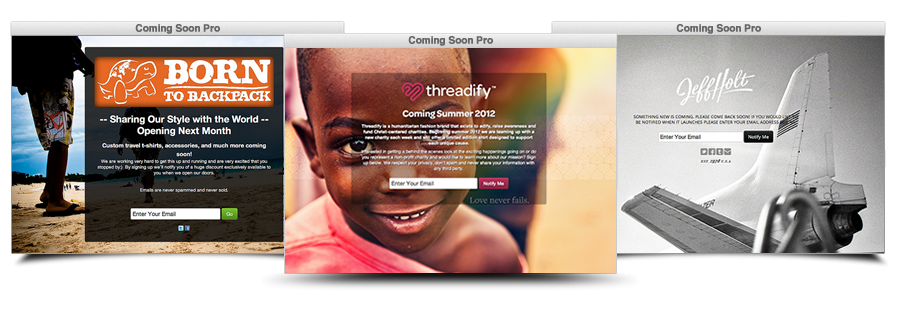 Coming Soon Pro
BORN
TO BACKPACK
-- Sharing Our Style with the World --
Opening Next Month
Custom travel t-shirts, accessories, and much more coming
soon!
We are working very hard to get this up and running and are very excited that you
stopped by). By signing up we'll notify you of a huge discount exclusively available to
you when we open our doors.
Emails are never spammed and never sold.
Enter Your Email
Go
Coming Soon Pro
threadify™
Coming Summer 2012
Threadify is a humanitarian fashion brand that exists to edify, raise awareness and
fund Christ-centered charities. Beginning summer 2012 we are teaming up with a
new charity each week and will offer a limited edition shirt designed to support
each unique cause.
Interested in getting a behind the scenes look at the exciting happenings going on or do
you represent a non-profit charity and would like to learn more about our mission? Sign
up below. We respect your privacy, don't spam and never share your information with
any third party.
Enter Your Email
Notify Me
Love never fails.
Coming Soon Pro
Jeff Holt
SOMETHING NEW IS COMING, PLEASE COME BACK SOON! IF YOU WOULD
BE NOTIFIED WHEN IT LAUNCHES PLEASE ENTER YOUR EMAIL ADDRESS
Enter Your Email
Notify Me
EST. 1978 U.S.A